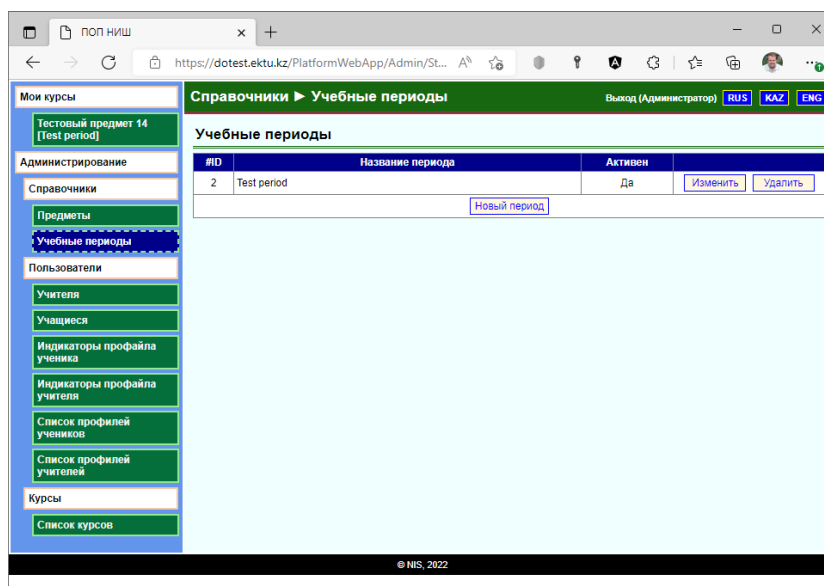 ПОП НИШ
https://dotest.ektu.kz/PlatformWebApp/Admin/St...
Мои курсы
Тестовый предмет 14
[Test period]
Администрирование
Справочники
Предметы
Учебные периоды
Пользователи
Учителя
Учащиеся
Индикаторы профайла
ученика
Индикаторы профайла
учителя
Список профилей
учеников
Список профилей
учителей
Курсы
Список курсов
Справочники ► Учебные периоды
Выход (Администратор) RUS KAZ ENG
Учебные периоды
#ID Название периода Активен
2 Test period Да Изменить Удалить
Новый период
© NIS, 2022